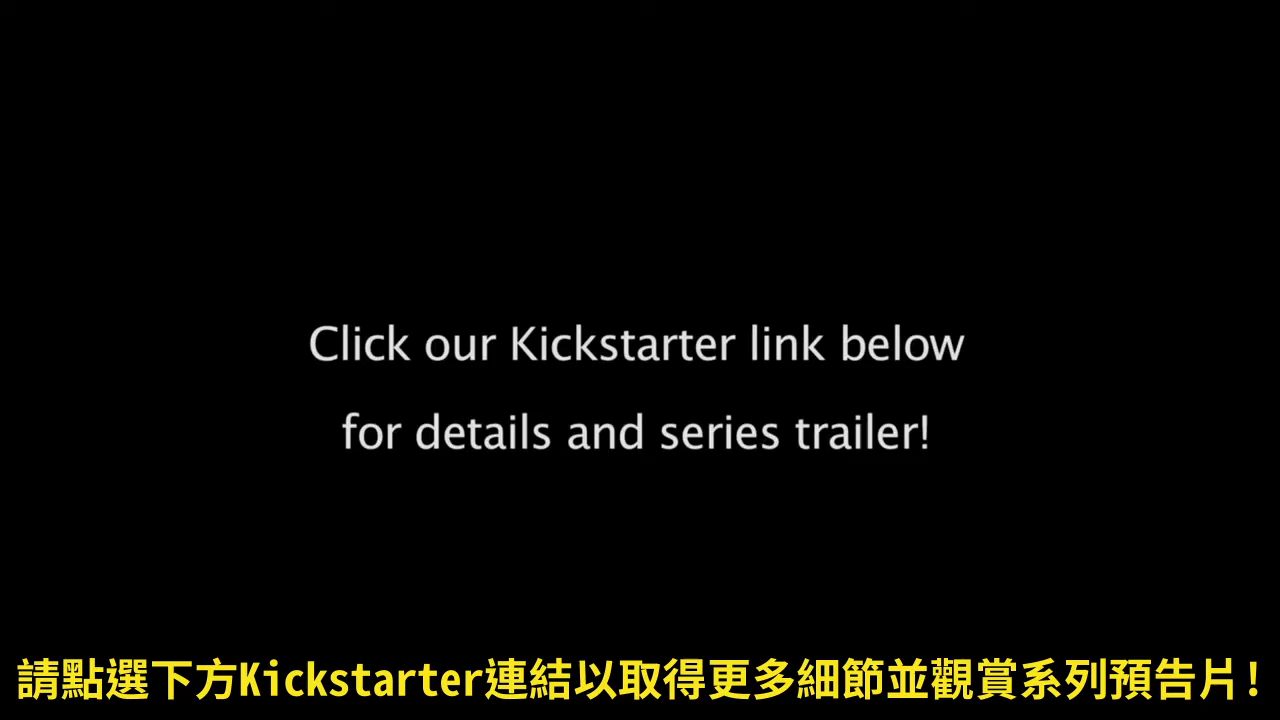 Click our Kickstarter link below
for details and series trailer!
請點選下方Kickstarter連結以取得更多細節並觀賞系列預告片!